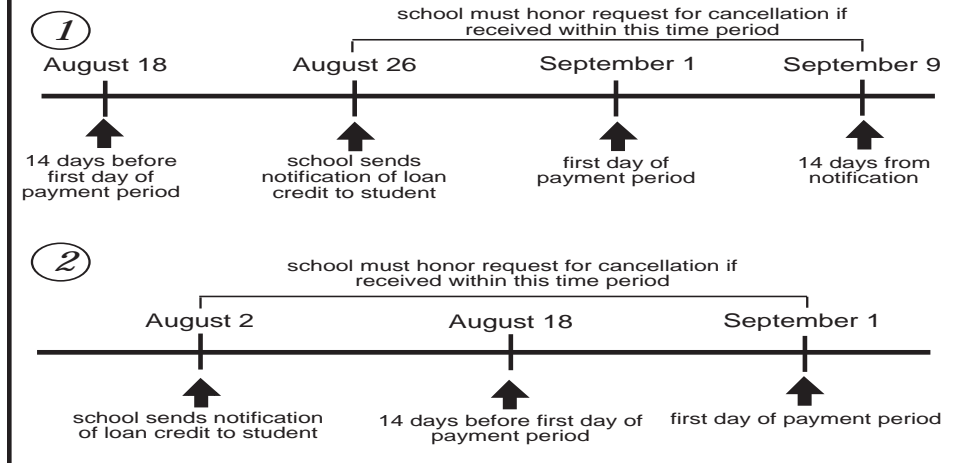 1
school must honor request for cancellation if
received within this time period
August 18
August 26
September 1
September 9
14 days before
first day of
payment period
school sends
notification of loan
credit to student
first day of
payment period
14 days from
notification
2
school must honor request for cancellation if
received within this time period
August 2
August 18
September 1
school sends notification
of loan credit to student
14 days before first day of
payment period
first day of payment period